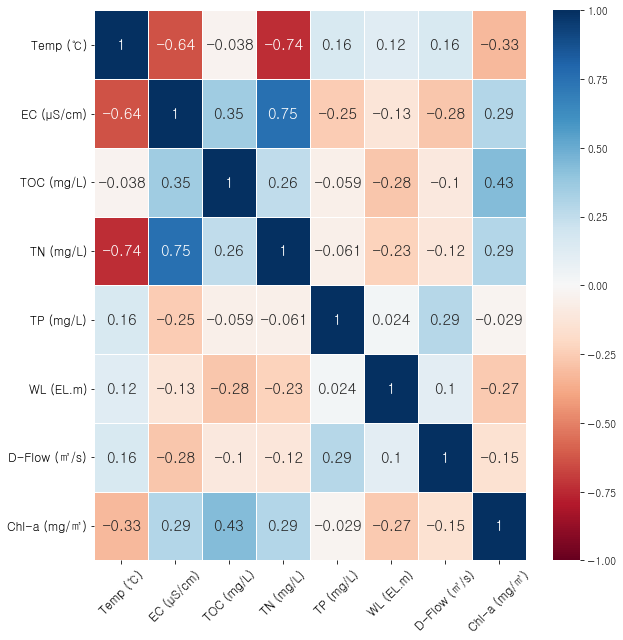 Temp (℃) 1 −0.64 −0.038 −0.74 0.16 0.12 0.16 −0.33
EC (μS/cm) −0.64 1 0.35 0.75 −0.25 −0.13 −0.28 0.29
TOC (mg/L) −0.038 0.35 1 0.26 −0.059 −0.28 −0.1 0.43
TN (mg/L) −0.74 0.75 0.26 1 −0.061 −0.23 −0.12 0.29
TP (mg/L) 0.16 −0.25 −0.059 −0.061 1 0.024 0.29 −0.029
WL (EL.m) 0.12 −0.13 −0.28 −0.23 0.024 1 0.1 −0.27
D-Flow (㎥/s) 0.16 −0.28 −0.1 −0.12 0.29 0.1 1 −0.15
Chl-a (mg/㎥) −0.33 0.29 0.43 0.29 −0.029 −0.27 −0.15 1
Temp (℃) EC (μS/cm) TOC (mg/L) TN (mg/L) TP (mg/L) WL (EL.m) D-Flow (㎥/s) Chl-a (mg/㎥)
1.00
0.75
0.50
0.25
0.00
−0.25
−0.50
−0.75
−1.00